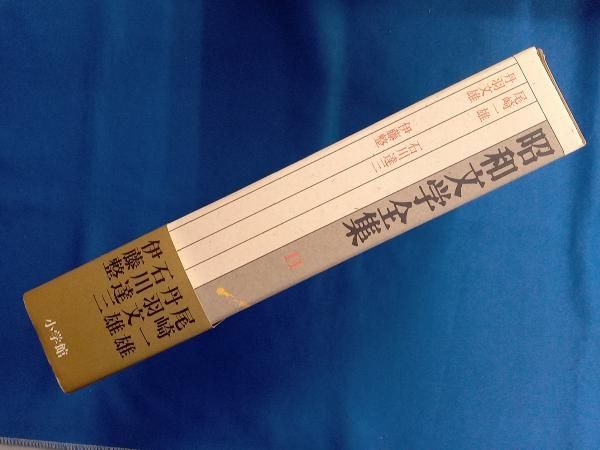 昭和文学全集
11
尾崎一雄
丹羽文雄
石川達三
伊藤整
尾崎一雄
丹羽文雄
石川達三
伊藤整
小学館